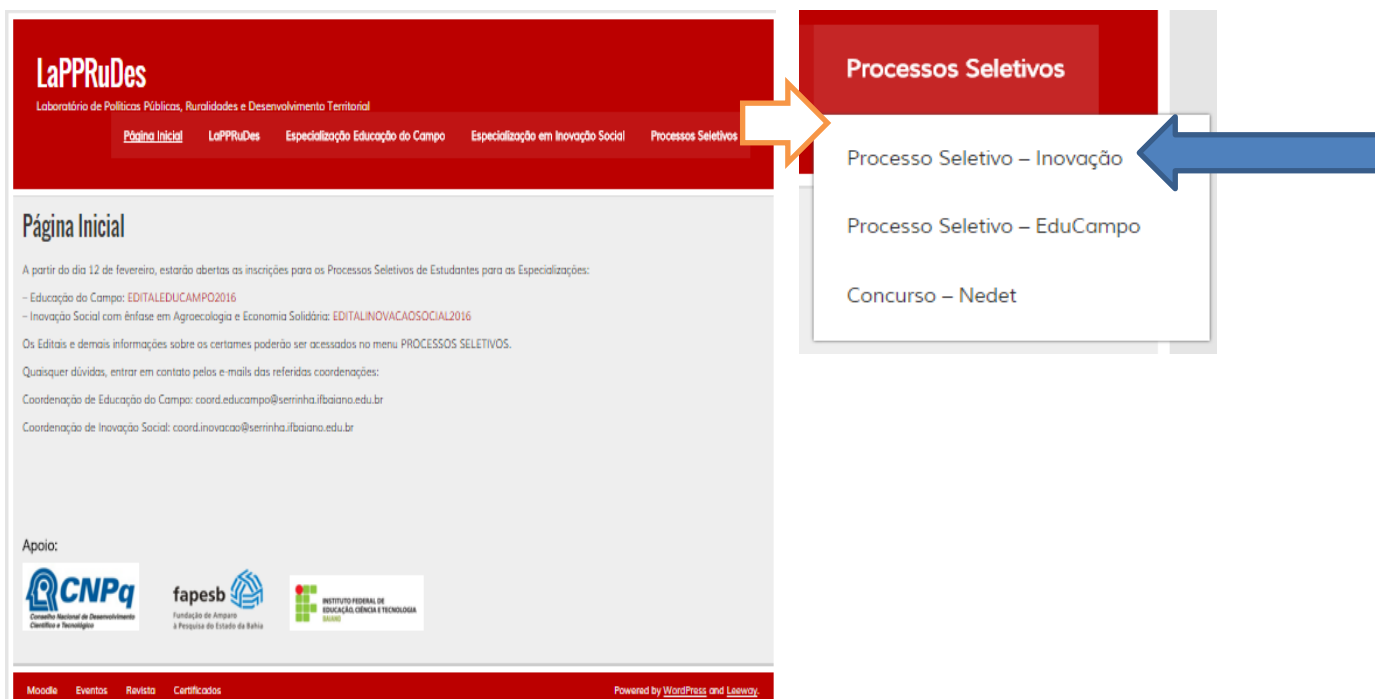 LaPPRuDes
Laboratório de Políticas Públicas, Ruralidades e Desenvolvimento Territorial
Página Inicial LaPPRuDes Especialização Educação do Campo Especialização em Inovação Social Processos Seletivos
Página Inicial
A partir do dia 12 de fevereiro, estarão abertas as inscrições para os Processos Seletivos de Estudantes para as Especializações:
– Educação do Campo: EDITALEDUCAMPO2016
– Inovação Social com ênfase em Agroecologia e Economia Solidária: EDITALINOVACAOSOCIAL2016
Os Editais e demais informações sobre os certames poderão ser acessados no menu PROCESSOS SELETIVOS.
Quaisquer dúvidas, entrar em contato pelos e-mails das referidas coordenações:
Coordenação de Educação do Campo: coord.educampo@serrinha.ifbaiano.edu.br
Coordenação de Inovação Social: coord.inovacao@serrinha.ifbaiano.edu.br
Apoio:
CNPq
Conselho Nacional de Desenvolvimento
Científico e Tecnológico
fapesb
Fundação de Amparo
à Pesquisa do Estado da Bahia
INSTITUTO FEDERAL DE
EDUCAÇÃO, CIÊNCIA E TECNOLOGIA
BAIANO
Moodle Eventos Revista Certificados
Powered by WordPress and Leeway.
Processos Seletivos
Processo Seletivo – Inovação
Processo Seletivo – EduCampo
Concurso – Nedet